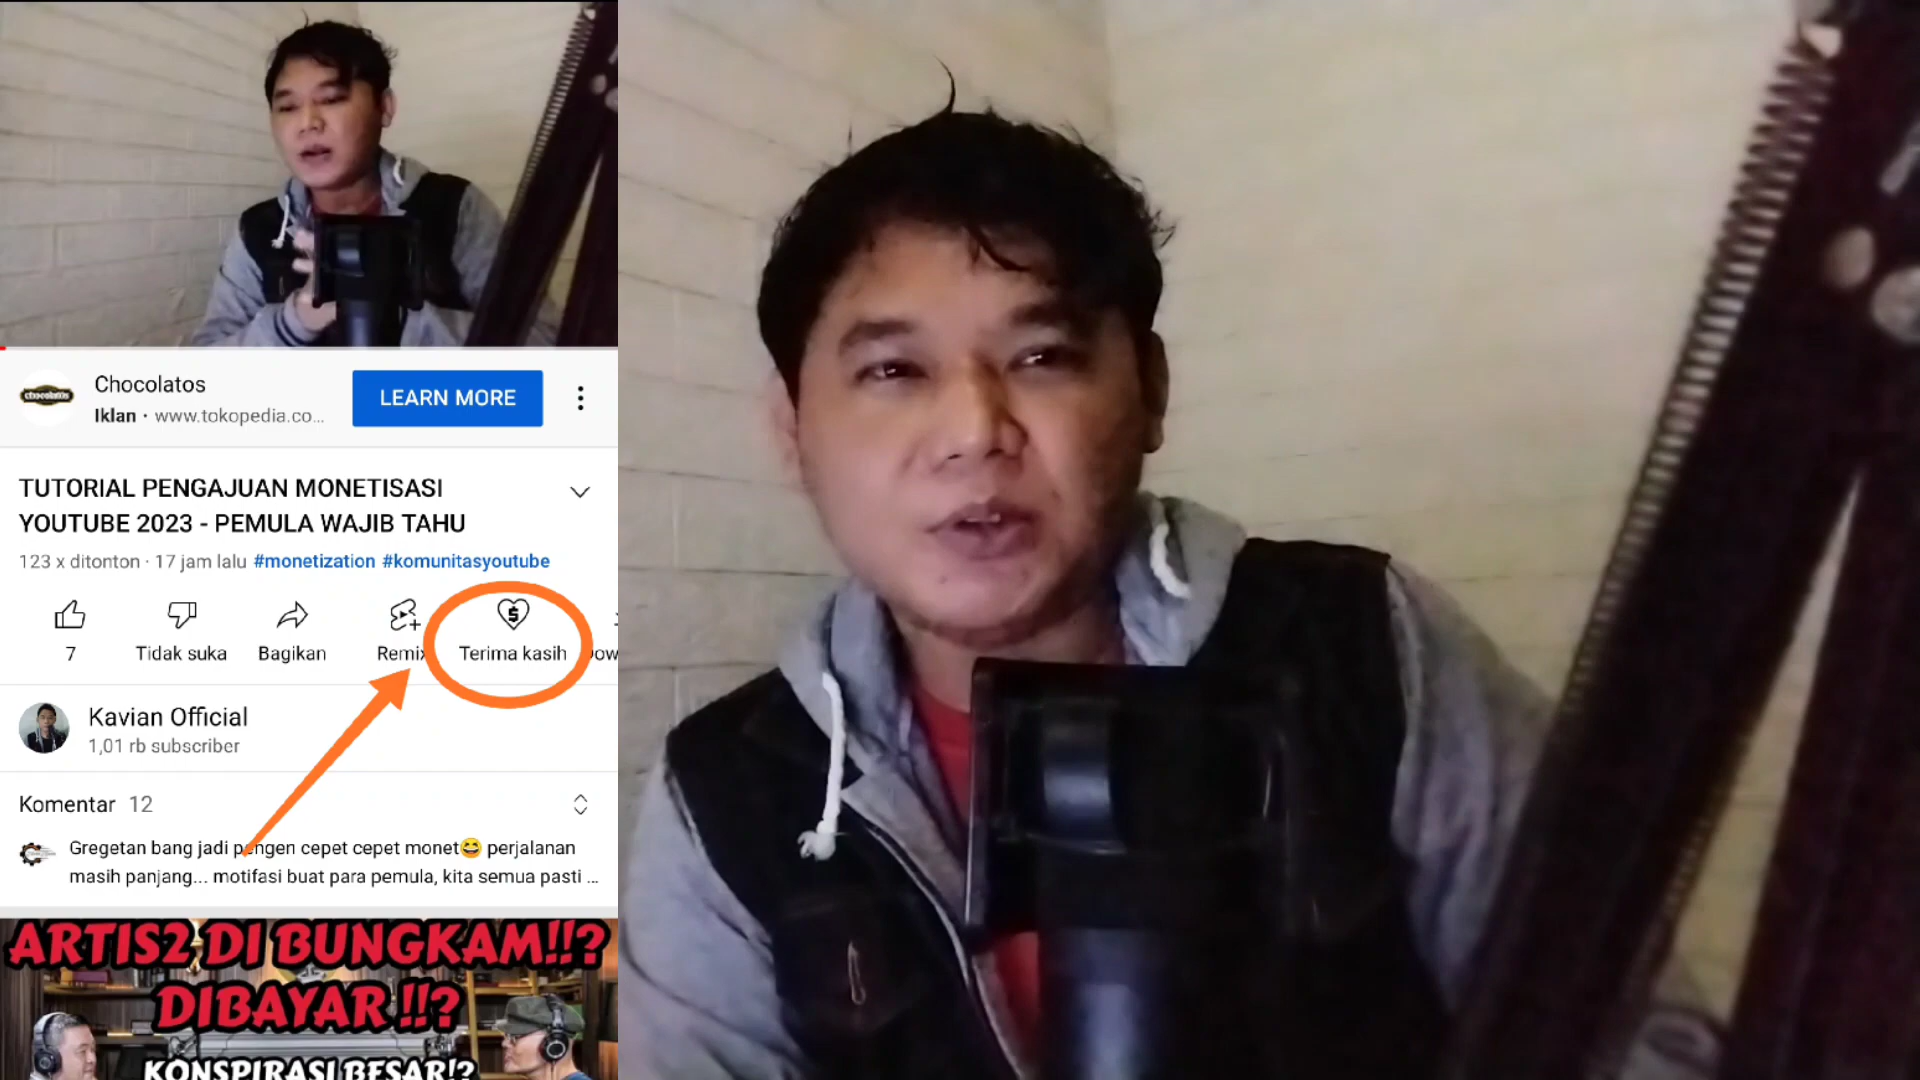 Chocolatos
chocolatos
Iklan · www.tokopedia.co...
LEARN MORE
TUTORIAL PENGAJUAN MONETISASI
YOUTUBE 2023 - PEMULA WAJIB TAHU
123 x ditonton · 17 jam lalu #monetization #komunitasyoutube
$
7
Tidak suka
Bagikan
Remix
Terima kasih
Kavian Official
1,01 rb subscriber
Komentar 12
Gregetan bang jadi pengen cepet cepet monet😆 perjalanan
masih panjang... motifasi buat para pemula, kita semua pasti ...
ARTIS2 DI BUNGKAM!!?
DIBAYAR!!?
KONSPIRASI BESAR!?